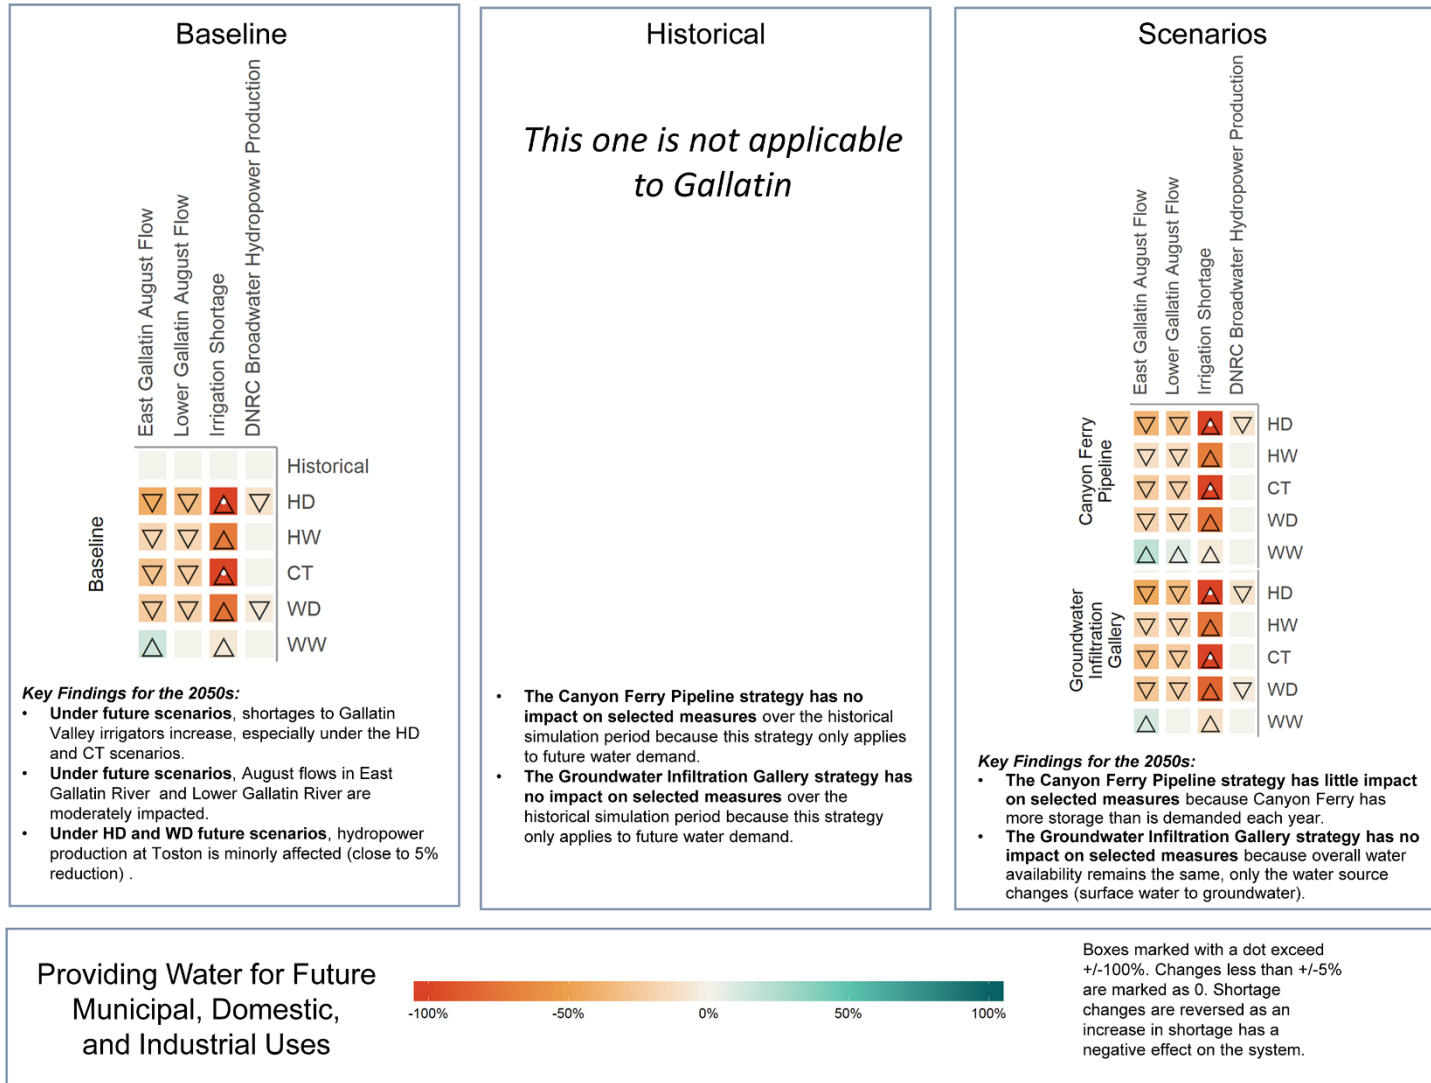 Baseline
East Gallatin August Flow
Lower Gallatin August Flow
Irrigation Shortage
DNRC Broadwater Hydropower Production
Baseline
Historical
HD
HW
CT
WD
WW
Key Findings for the 2050s:
• Under future scenarios, shortages to Gallatin
Valley irrigators increase, especially under the HD
and CT scenarios.
• Under future scenarios, August flows in East
Gallatin River and Lower Gallatin River are
moderately impacted.
• Under HD and WD future scenarios, hydropower
production at Toston is minorly affected (close to 5%
reduction) .
Historical
This one is not applicable
to Gallatin
• The Canyon Ferry Pipeline strategy has no
impact on selected measures over the historical
simulation period because this strategy only applies
to future water demand.
• The Groundwater Infiltration Gallery strategy has
no impact on selected measures over the
historical simulation period because this strategy
only applies to future water demand.
Scenarios
East Gallatin August Flow
Lower Gallatin August Flow
Irrigation Shortage
DNRC Broadwater Hydropower Production
Canyon Ferry
Pipeline
HD
HW
CT
WD
WW
Groundwater
Infiltration
Gallery
HD
HW
CT
WD
WW
Key Findings for the 2050s:
• The Canyon Ferry Pipeline strategy has little impact
on selected measures because Canyon Ferry has
more storage than is demanded each year.
• The Groundwater Infiltration Gallery strategy has no
impact on selected measures because overall water
availability remains the same, only the water source
changes (surface water to groundwater).
Providing Water for Future
Municipal, Domestic,
and Industrial Uses
-100%
-50%
0%
50%
100%
Boxes marked with a dot exceed
+/-100%. Changes less than +/-5%
are marked as 0. Shortage
changes are reversed as an
increase in shortage has a
negative effect on the system.